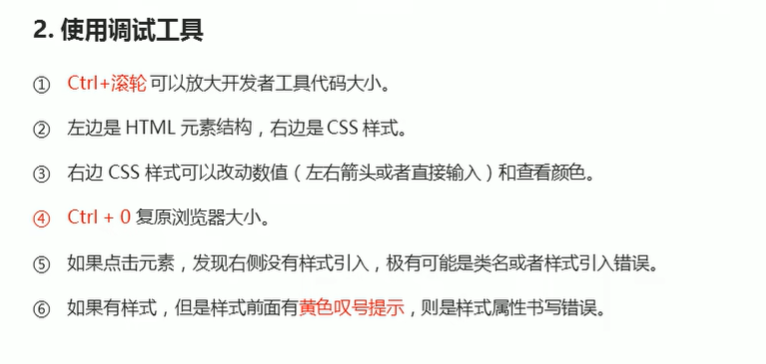 2. 使用调试工具
① Ctrl+滚轮 可以放大开发者工具代码大小。
② 左边是 HTML 元素结构，右边是 CSS 样式。
③ 右边 CSS 样式可以改动数值（左右箭头或者直接输入）和查看颜色。
④ Ctrl + 0 复原浏览器大小。
⑤ 如果点击元素，发现右侧没有样式引入，极有可能是类名或者样式引入错误。
⑥ 如果有样式，但是样式前面有黄色叹号提示，则是样式属性书写错误。